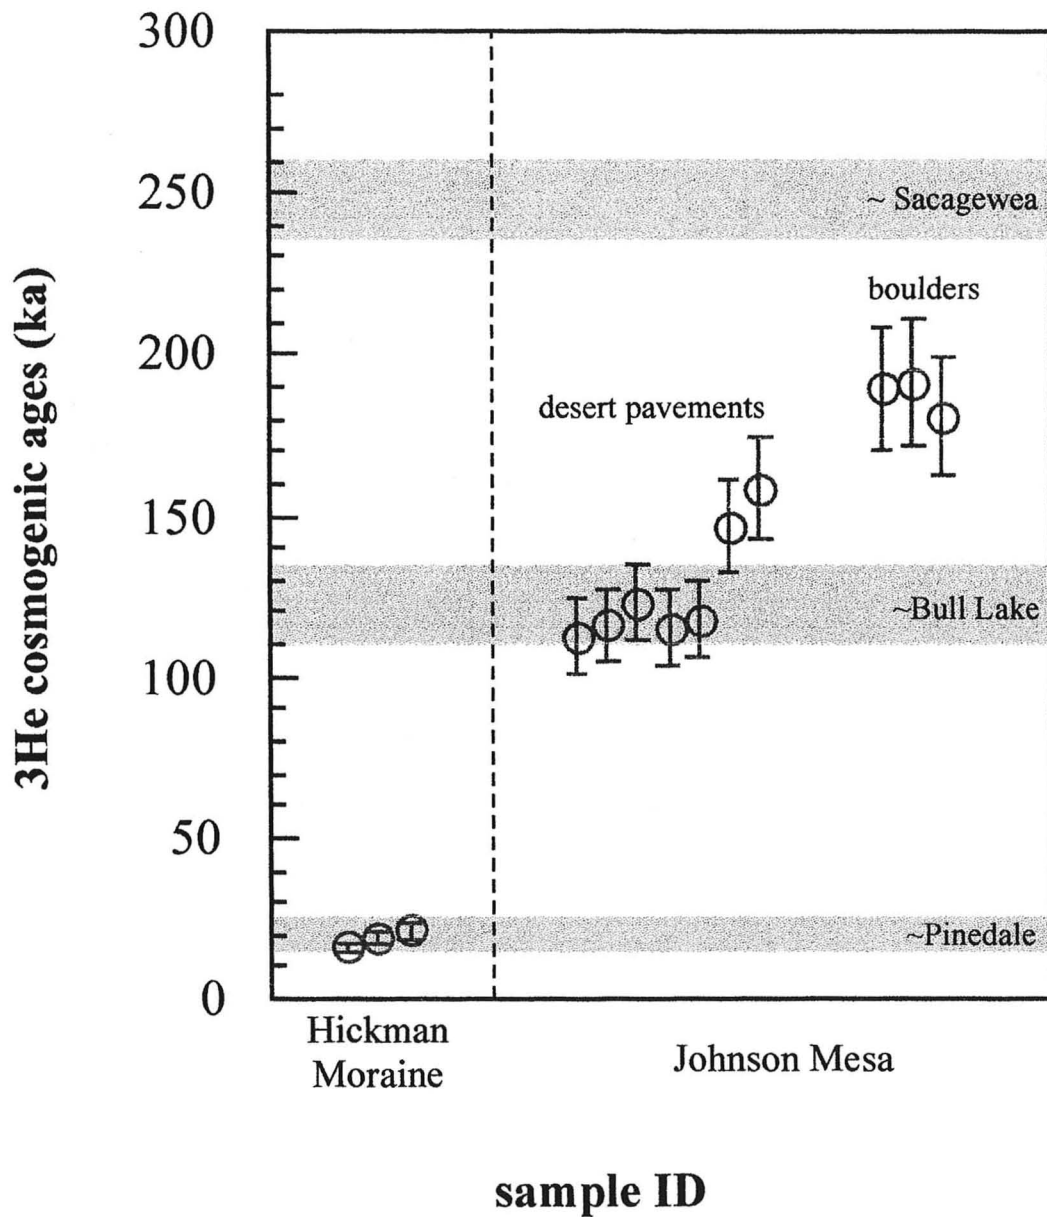 300
250
200
150
100
50
0
3He cosmogenic ages (ka)
~ Sacagewea
boulders
desert pavements
~Bull Lake
~Pinedale
Hickman
Moraine
Johnson Mesa
sample ID